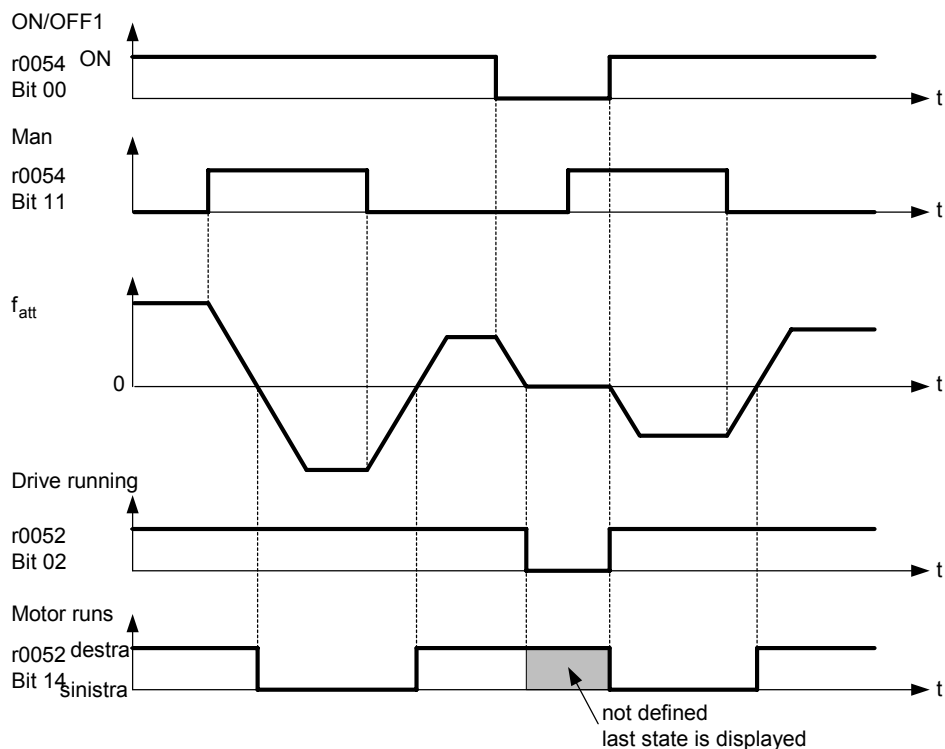 ON/OFF1
r0054
ON
Bit 00
t
Man
r0054
Bit 11
t
fatt
0
t
Drive running
r0052
Bit 02
t
Motor runs
r0052
destra
Bit 14
sinistra
t
not defined
last state is displayed